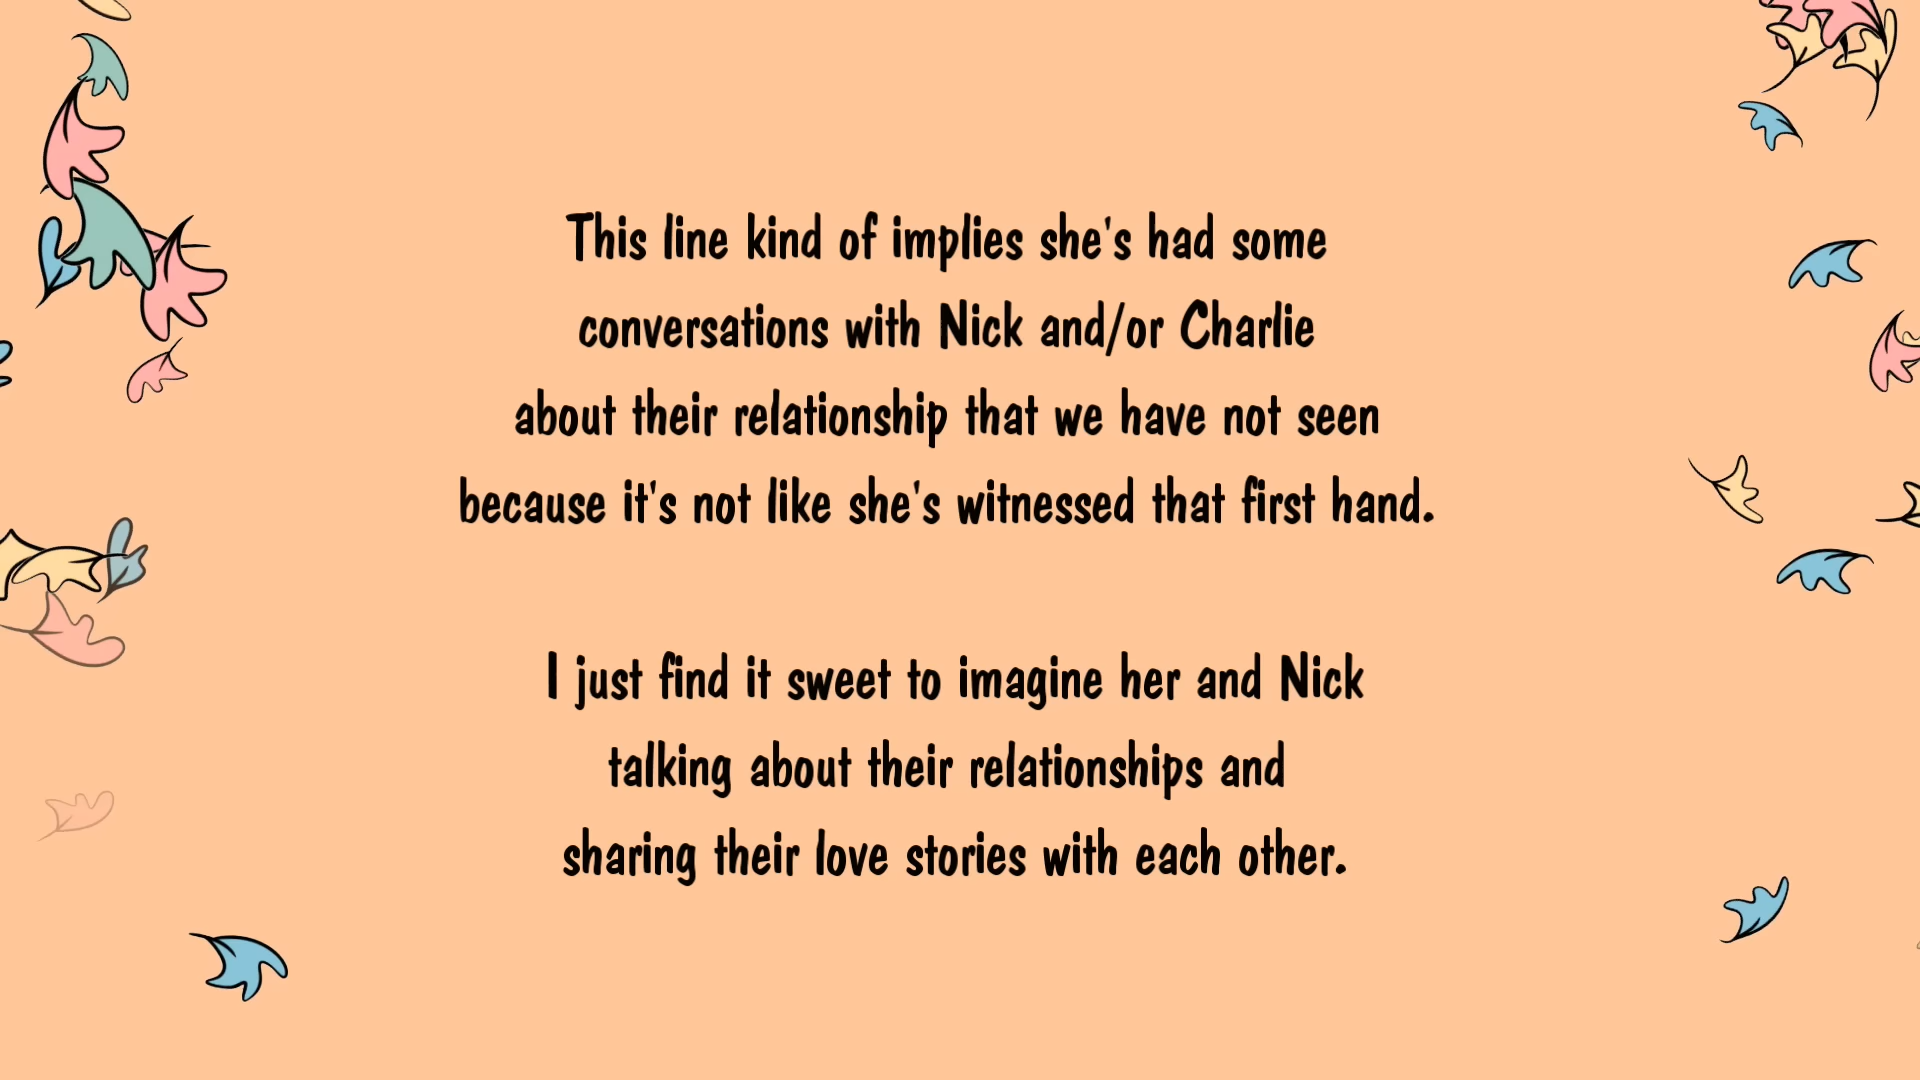 This line kind of implies she's had some
conversations with Nick and/or Charlie
about their relationship that we have not seen
because it's not like she's witnessed that first hand.
I just find it sweet to imagine her and Nick
talking about their relationships and
sharing their love stories with each other.